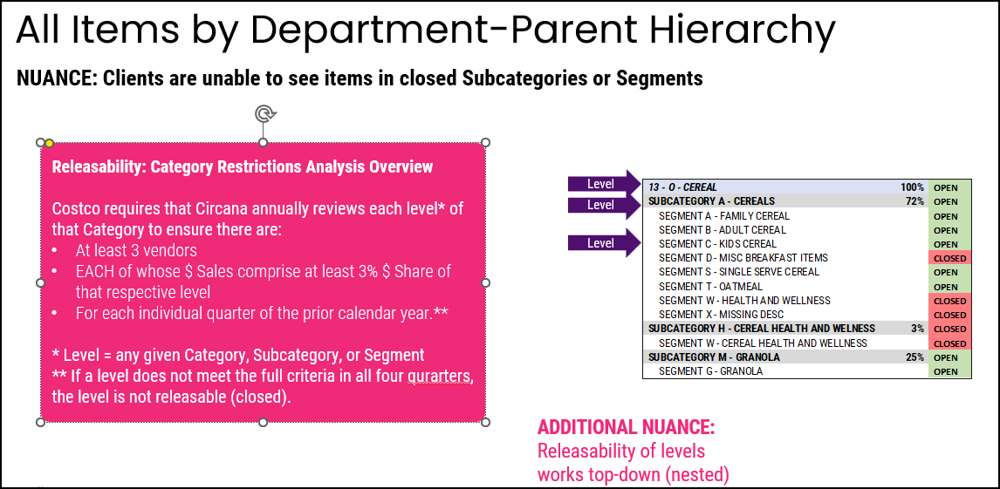 All Items by Department-Parent Hierarchy
NUANCE: Clients are unable to see items in closed Subcategories or Segments
Releasability: Category Restrictions Analysis Overview
Costco requires that Circana annually reviews each level* of
that Category to ensure there are:
• At least 3 vendors
• EACH of whose $ Sales comprise at least 3% $ Share of
that respective level
• For each individual quarter of the prior calendar year.**
* Level = any given Category, Subcategory, or Segment
** If a level does not meet the full criteria in all four qurarters,
the level is not releasable (closed).
Level
Level
Level
13 - O - CEREAL 100% OPEN
SUBCATEGORY A - CEREALS 72% OPEN
SEGMENT A - FAMILY CEREAL OPEN
SEGMENT B - ADULT CEREAL OPEN
SEGMENT C - KIDS CEREAL OPEN
SEGMENT D - MISC BREAKFAST ITEMS CLOSED
SEGMENT S - SINGLE SERVE CEREAL OPEN
SEGMENT T - OATMEAL OPEN
SEGMENT W - HEALTH AND WELLNESS CLOSED
SEGMENT X - MISSING DESC CLOSED
SUBCATEGORY H - CEREAL HEALTH AND WELNESS 3% CLOSED
SEGMENT W - CEREAL HEALTH AND WELLNESS CLOSED
SUBCATEGORY M - GRANOLA 25% OPEN
SEGMENT G - GRANOLA OPEN
ADDITIONAL NUANCE:
Releasability of levels
works top-down (nested)